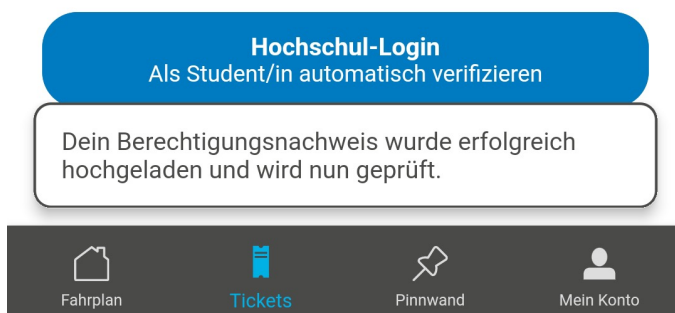 Hochschul-Login
Als Student/in automatisch verifizieren
Dein Berechtigungsnachweis wurde erfolgreich
hochgeladen und wird nun geprüft.
Fahrplan
Tickets
Pinnwand
Mein Konto